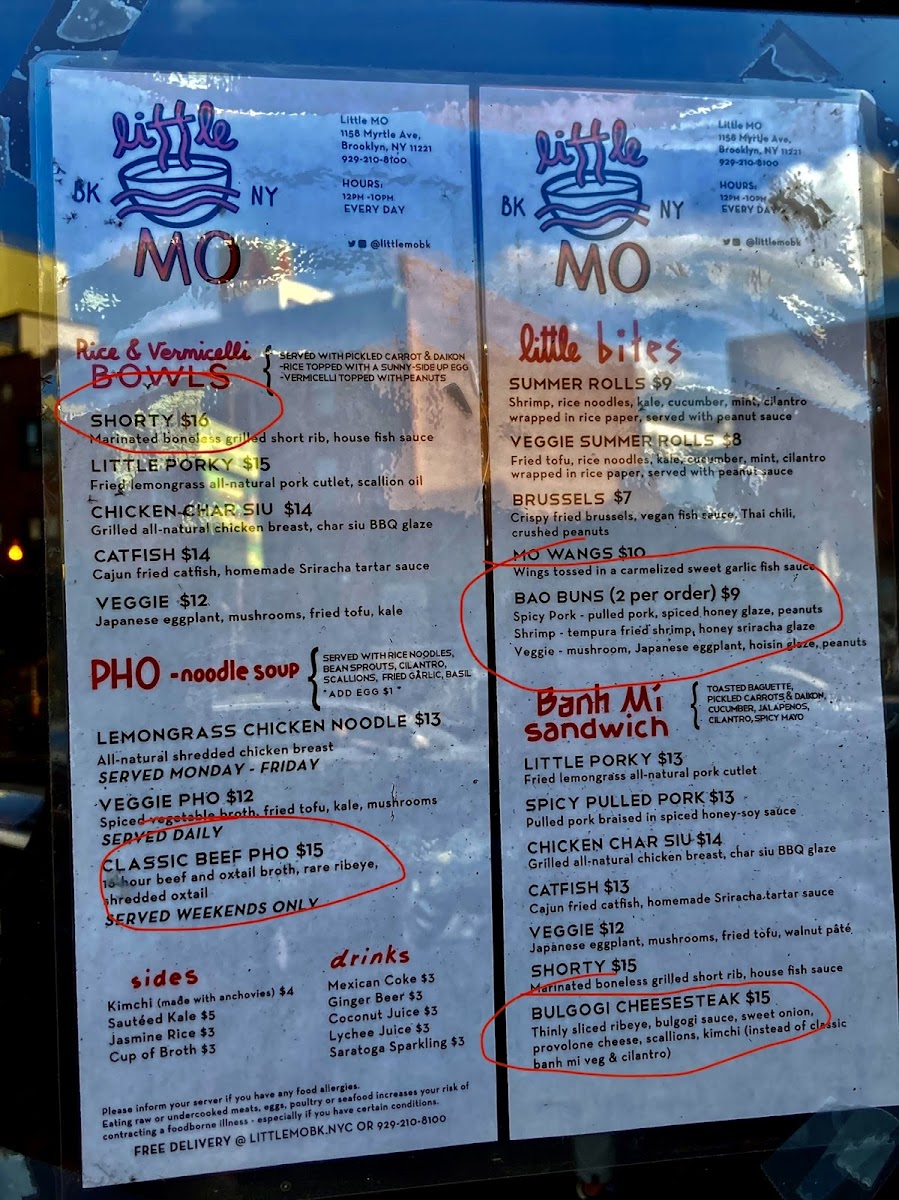 little
BK NY
MO
Little MO
1158 Myrtle Ave,
Brooklyn, NY 11221
929-210-8100
HOURS:
12PM -10PM
EVERY DAY
@littlemobk
Rice & Vermicelli
BOWLS
SERVED WITH PICKLED CARROT & DAIKON
-RICE TOPPED WITH A SUNNY-SIDE UP EGG
-VERMICELLI TOPPED WITH PEANUTS
SHORTY $16
Marinated boneless grilled short rib, house fish sauce
LITTLE PORKY $15
Fried lemongrass all-natural pork cutlet, scallion oil
CHICKEN CHAR SIU $14
Grilled all-natural chicken breast, char siu BBQ glaze
CATFISH $14
Cajun fried catfish, homemade Sriracha tartar sauce
VEGGIE $12
Japanese eggplant, mushrooms, fried tofu, kale
PHO -noodle soup
SERVED WITH RICE NOODLES,
BEAN SPROUTS, CILANTRO,
SCALLIONS, FRIED GARLIC, BASIL
*ADD EGG $1*
LEMONGRASS CHICKEN NOODLE $13
All-natural shredded chicken breast
SERVED MONDAY - FRIDAY
VEGGIE PHO $12
Spiced vegetable broth, fried tofu, kale, mushrooms
SERVED DAILY
CLASSIC BEEF PHO $15
16 hour beef and oxtail broth, rare ribeye,
shredded oxtail
SERVED WEEKENDS ONLY
sides
Kimchi (made with anchovies) $4
Sautéed Kale $5
Jasmine Rice $3
Cup of Broth $3
drinks
Mexican Coke $3
Ginger Beer $3
Coconut Juice $3
Lychee Juice $3
Saratoga Sparkling $3
Please inform your server if you have any food allergies.
Eating raw or undercooked meats, eggs, poultry or seafood increases your risk of
contracting a foodborne illness - especially if you have certain conditions.
FREE DELIVERY @ LITTLEMOBK.NYC OR 929-210-8100
little
BK NY
MO
Little MO
1158 Myrtle Ave,
Brooklyn, NY 11221
929-210-8100
HOURS:
12PM -10PM
EVERY DAY
@littlemobk
little bites
SUMMER ROLLS $9
Shrimp, rice noodles, kale, cucumber, mint, cilantro
wrapped in rice paper, served with peanut sauce
VEGGIE SUMMER ROLLS $8
Fried tofu, rice noodles, kale, cucumber, mint, cilantro
wrapped in rice paper, served with peanut sauce
BRUSSELS $7
Crispy fried brussels, vegan fish sauce, Thai chili,
crushed peanuts
MO WANGS $10
Wings tossed in a carmelized sweet garlic fish sauce
BAO BUNS (2 per order) $9
Spicy Pork - pulled pork, spiced honey glaze, peanuts
Shrimp - tempura fried shrimp, honey sriracha glaze
Veggie - mushroom, Japanese eggplant, hoisin glaze, peanuts
Banh Mí
sandwich
TOASTED BAGUETTE,
PICKLED CARROTS & DAIKON,
CUCUMBER, JALAPENOS,
CILANTRO, SPICY MAYO
LITTLE PORKY $13
Fried lemongrass all-natural pork cutlet
SPICY PULLED PORK $13
Pulled pork braised in spiced honey-soy sauce
CHICKEN CHAR SIU $14
Grilled all-natural chicken breast, char siu BBQ glaze
CATFISH $13
Cajun fried catfish, homemade Sriracha tartar sauce
VEGGIE $12
Japanese eggplant, mushrooms, fried tofu, walnut pâté
SHORTY $15
Marinated boneless grilled short rib, house fish sauce
BULGOGI CHEESESTEAK $15
Thinly sliced ribeye, bulgogi sauce, sweet onion,
provolone cheese, scallions, kimchi (instead of classic
banh mi veg & cilantro)